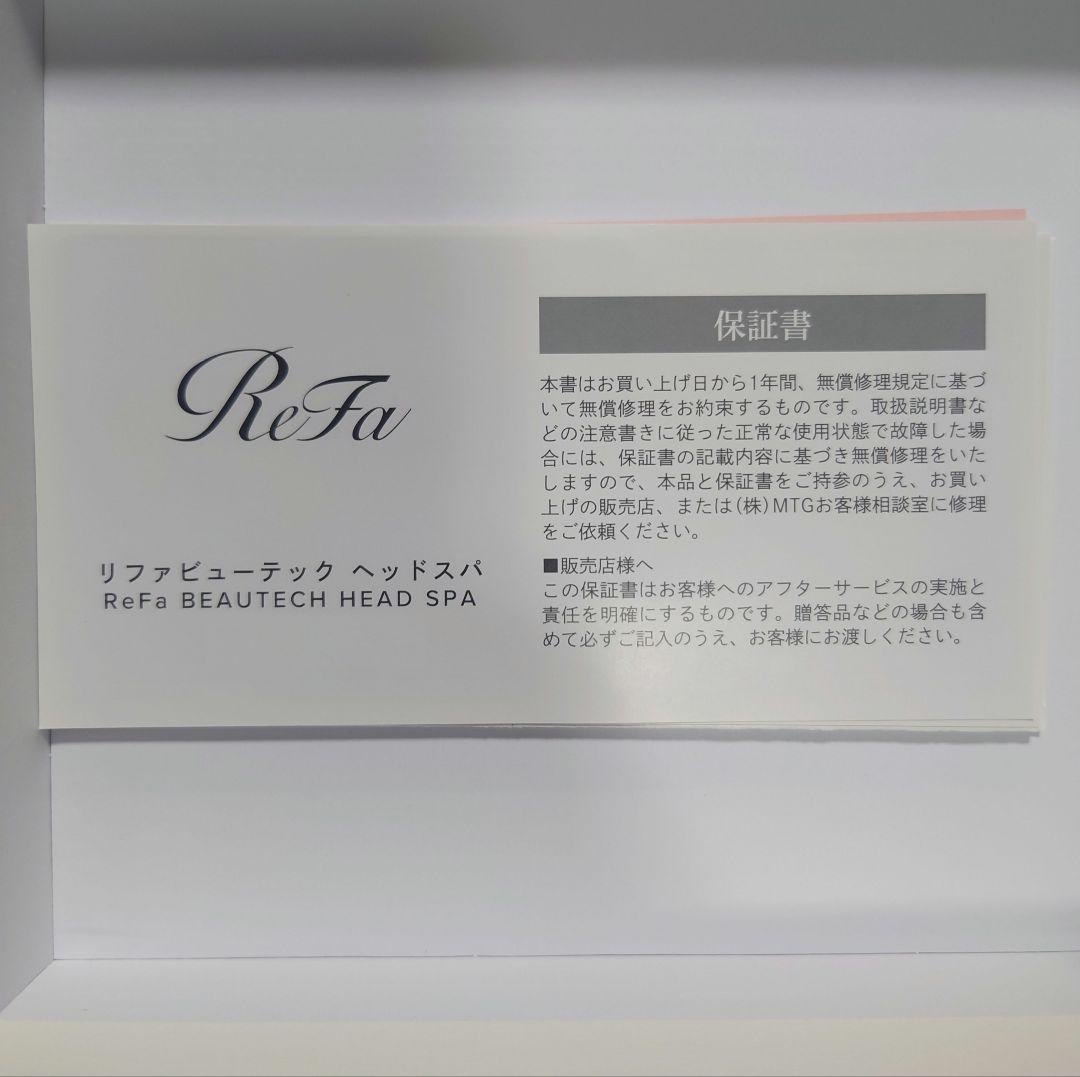 ReFa
リファビューテック ヘッドスパ
ReFa BEAUTECH HEAD SPA
保証書
本書はお買い上げ日から1年間、無償修理規定に基づ
いて無償修理をお約束するものです。取扱説明書な
どの注意書きに従った正常な使用状態で故障した場
合には、保証書の記載内容に基づき無償修理をいた
しますので、本品と保証書をご持参のうえ、お買い
上げの販売店、または(株)MTGお客様相談室に修理
をご依頼ください。
■販売店様へ
この保証書はお客様へのアフターサービスの実施と
責任を明確にするものです。贈答品などの場合も含
めて必ずご記入のうえ、お客様にお渡しください。